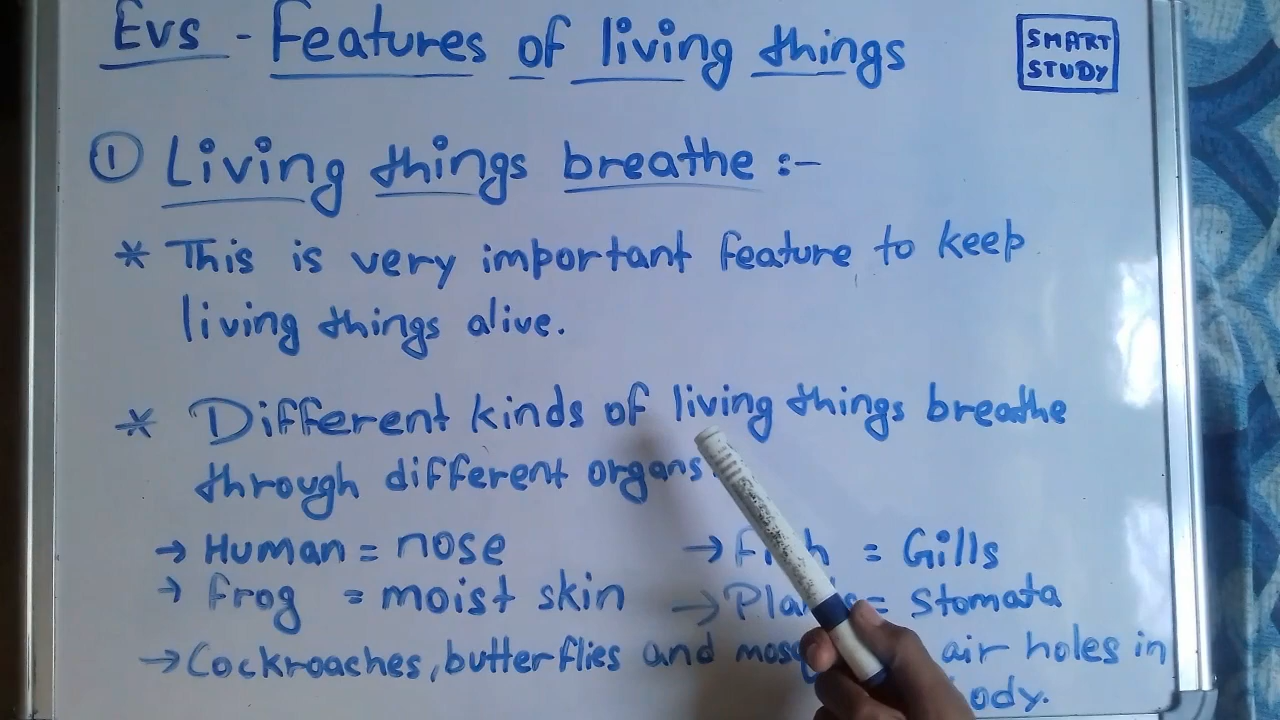 Evs - Features of living things
SMART
STUDY
① Living things breathe :-
* This is very important feature to keep
living things alive.
* Different kinds of living things breathe
through different organs.
→ Human = nose → Fish = Gills
→ Frog = moist skin → Plants = Stomata
→ Cockroaches, butterflies and air holes in